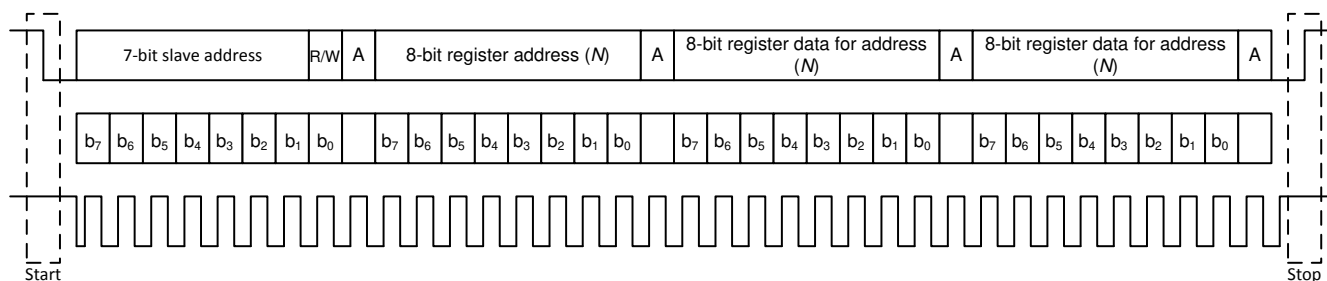 7-bit slave address R/W A 8-bit register address (N) A 8-bit register data for address (N) A 8-bit register data for address (N) A
b₇ b₆ b₅ b₄ b₃ b₂ b₁ b₀ b₇ b₆ b₅ b₄ b₃ b₂ b₁ b₀ b₇ b₆ b₅ b₄ b₃ b₂ b₁ b₀ b₇ b₆ b₅ b₄ b₃ b₂ b₁ b₀
Start Stop